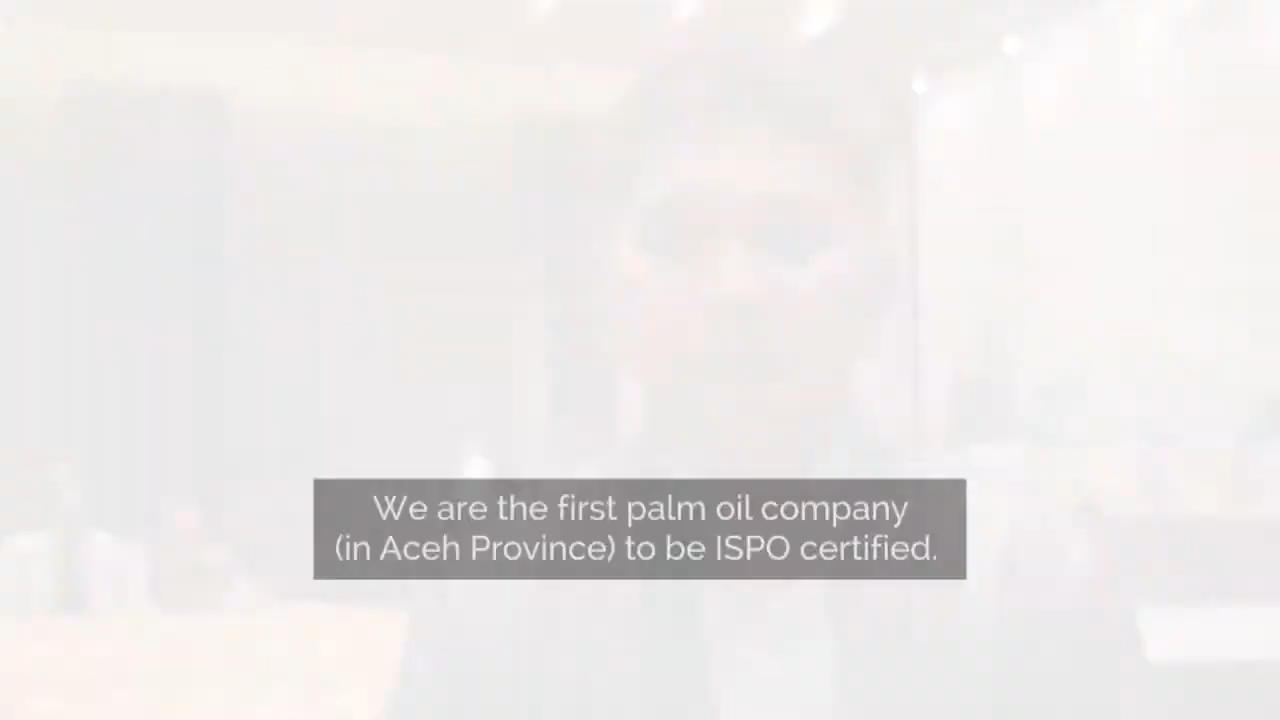 We are the first palm oil company
(in Aceh Province) to be ISPO certified.